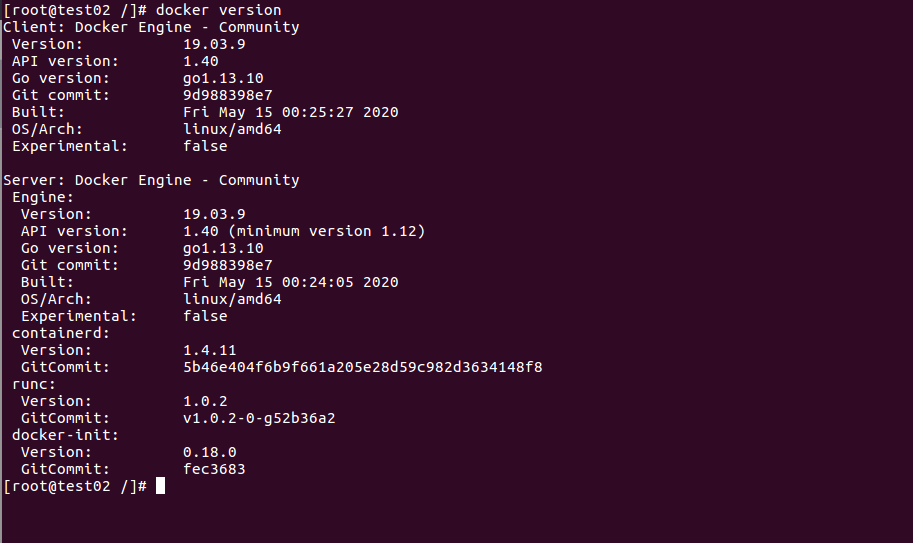 [root@test02 /]# docker version
Client: Docker Engine - Community
 Version:           19.03.9
 API version:       1.40
 Go version:        go1.13.10
 Git commit:        9d988398e7
 Built:             Fri May 15 00:25:27 2020
 OS/Arch:           linux/amd64
 Experimental:      false

Server: Docker Engine - Community
 Engine:
  Version:          19.03.9
  API version:      1.40 (minimum version 1.12)
  Go version:       go1.13.10
  Git commit:       9d988398e7
  Built:            Fri May 15 00:24:05 2020
  OS/Arch:          linux/amd64
  Experimental:     false
 containerd:
  Version:          1.4.11
  GitCommit:        5b46e404f6b9f661a205e28d59c982d3634148f8
 runc:
  Version:          1.0.2
  GitCommit:        v1.0.2-0-g52b36a2
 docker-init:
  Version:          0.18.0
  GitCommit:        fec3683
[root@test02 /]#